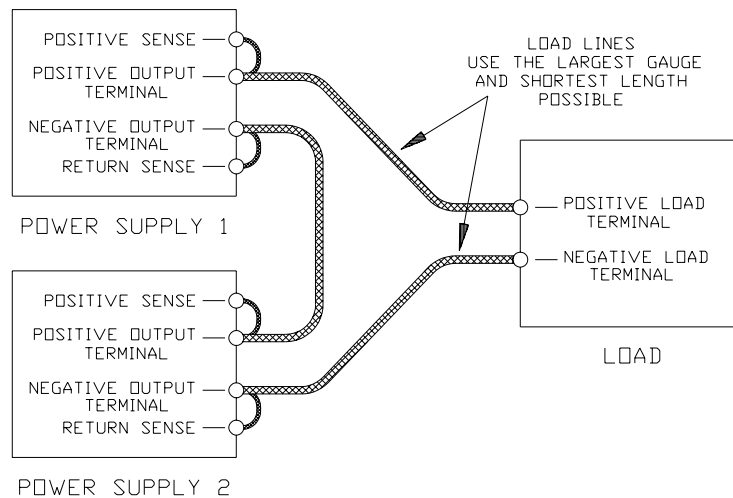 POSITIVE SENSE
POSITIVE OUTPUT
TERMINAL
NEGATIVE OUTPUT
TERMINAL
RETURN SENSE
POWER SUPPLY 1
LOAD LINES
USE THE LARGEST GAUGE
AND SHORTEST LENGTH
POSSIBLE
POSITIVE LOAD
TERMINAL
NEGATIVE LOAD
TERMINAL
LOAD
POSITIVE SENSE
POSITIVE OUTPUT
TERMINAL
NEGATIVE OUTPUT
TERMINAL
RETURN SENSE
POWER SUPPLY 2